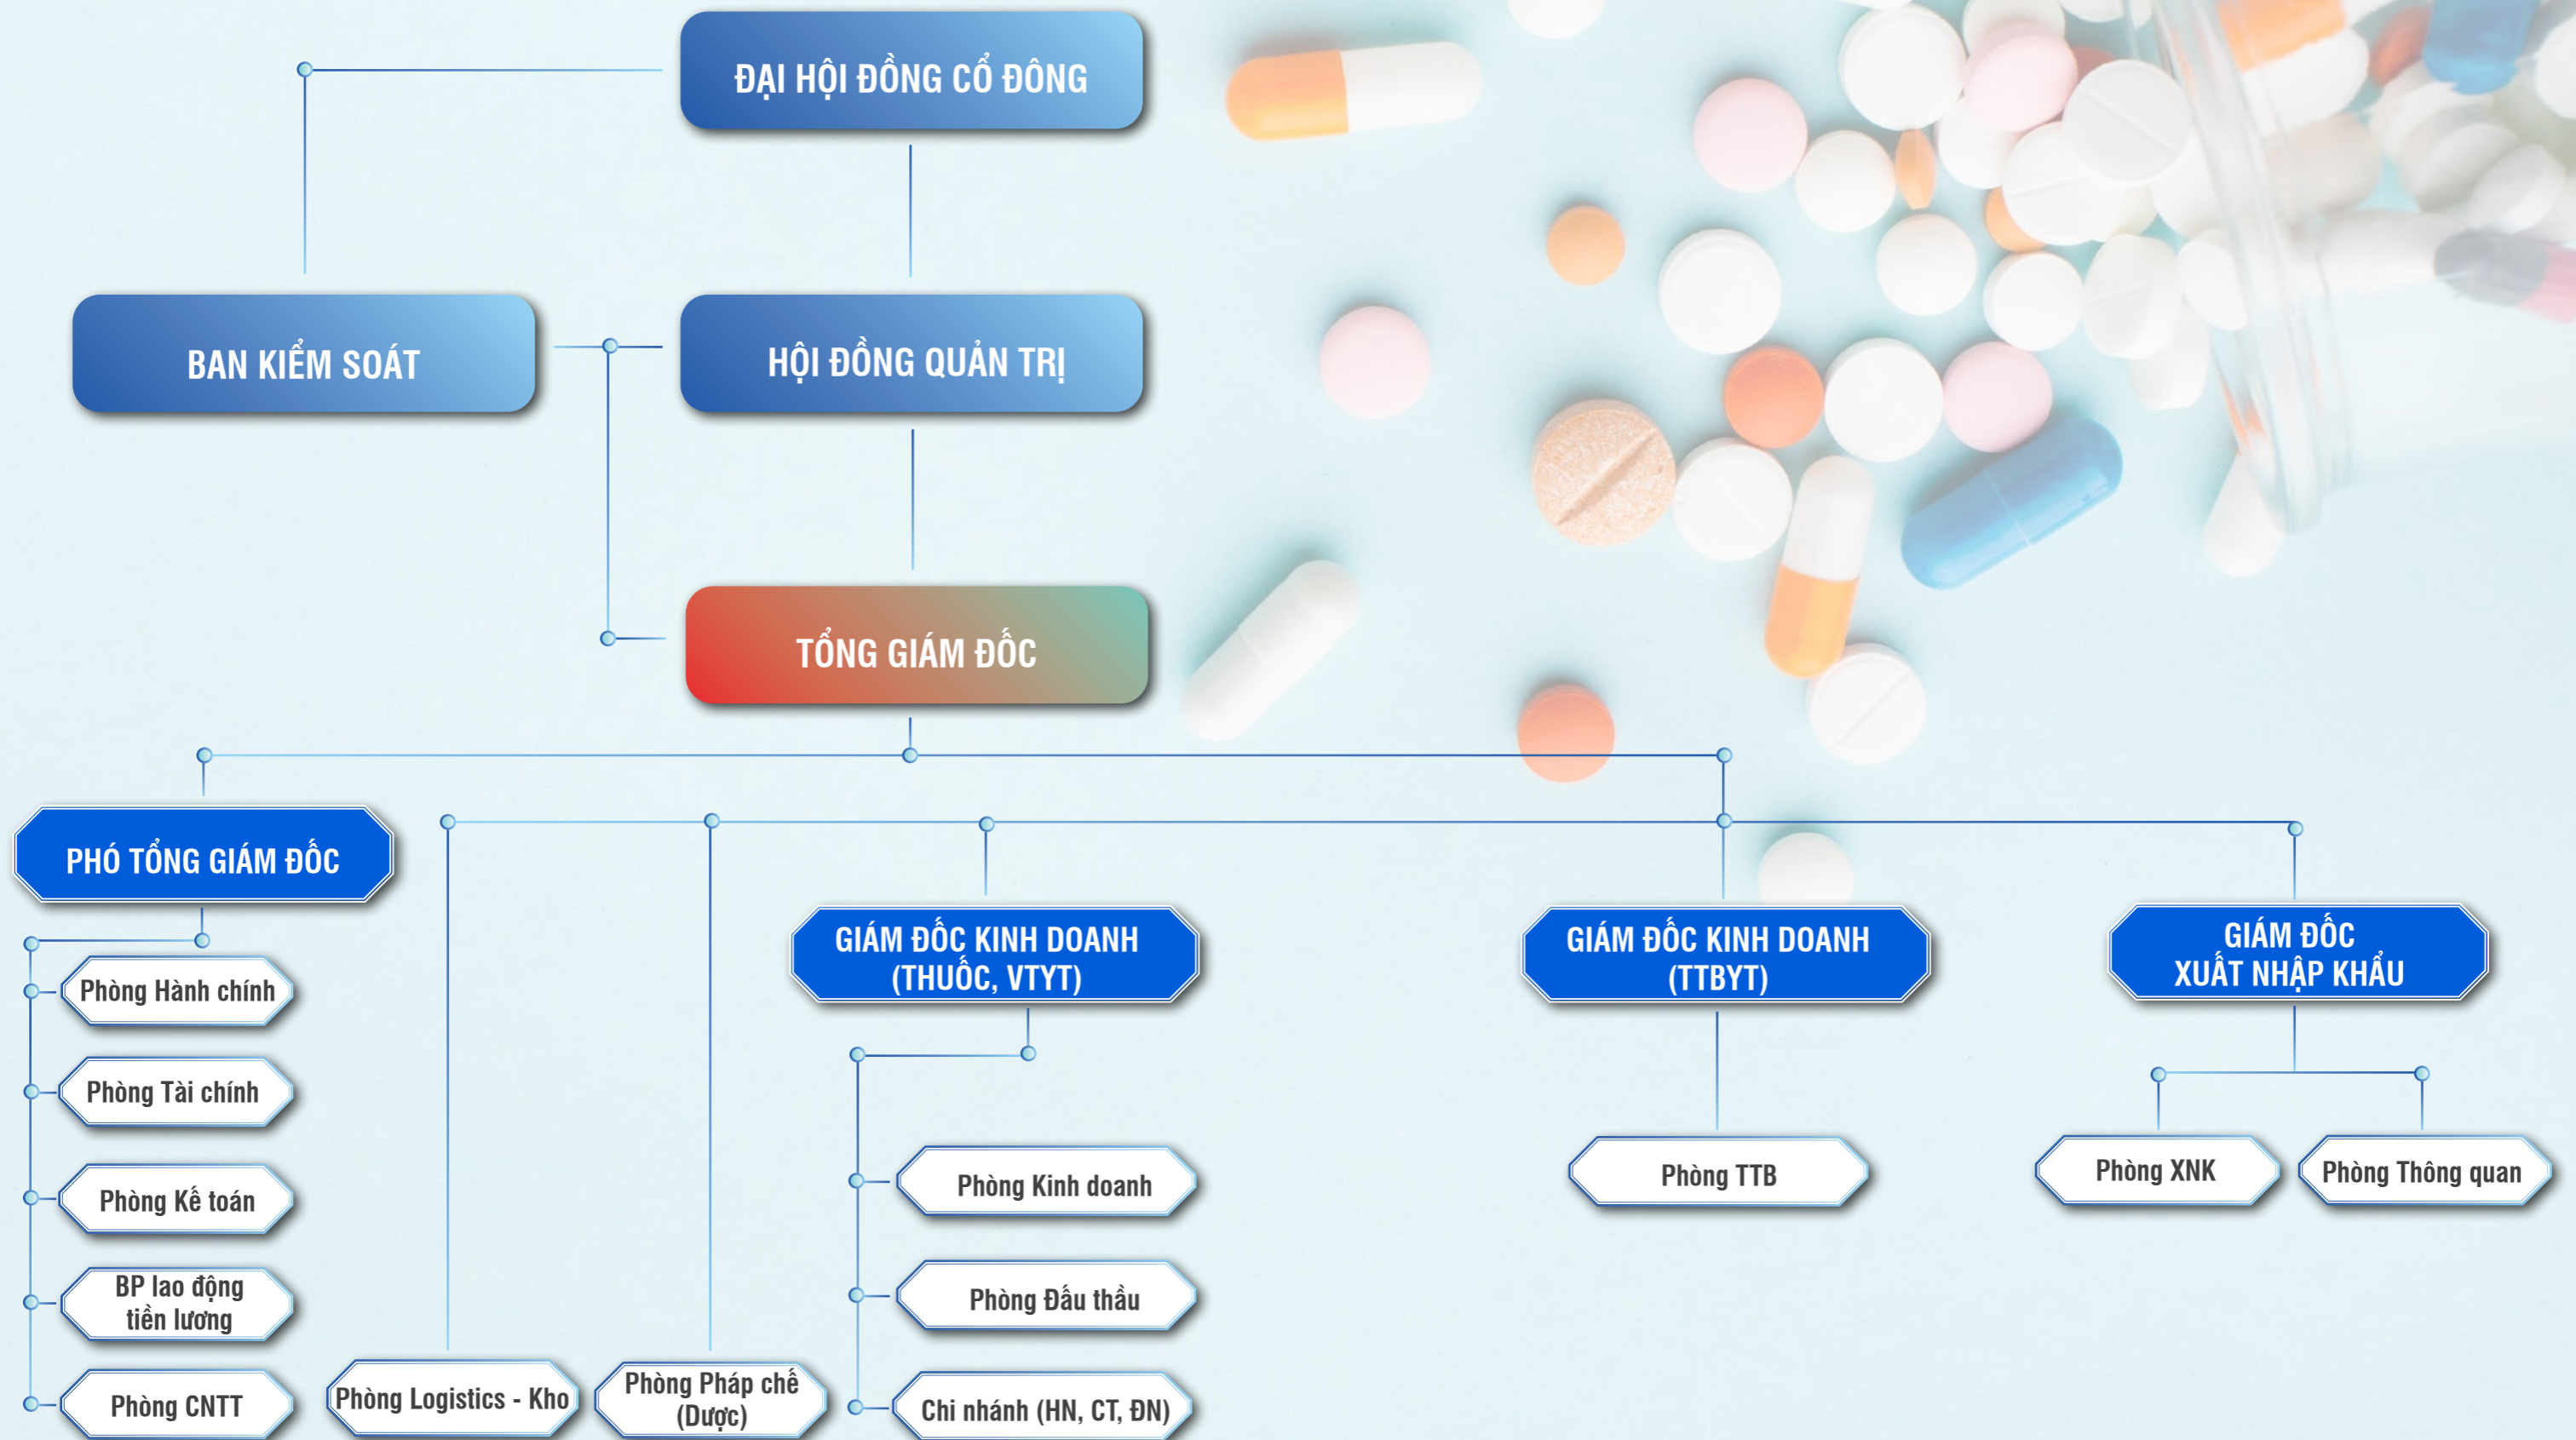 ĐẠI HỘI ĐỒNG CỔ ĐÔNG
BAN KIỂM SOÁT
HỘI ĐỒNG QUẢN TRỊ
TỔNG GIÁM ĐỐC
PHÓ TỔNG GIÁM ĐỐC
GIÁM ĐỐC KINH DOANH
(THUỐC, VTYT)
GIÁM ĐỐC KINH DOANH
(TTBYT)
GIÁM ĐỐC
XUẤT NHẬP KHẨU
Phòng Hành chính
Phòng Tài chính
Phòng Kế toán
BP lao động
tiền lương
Phòng CNTT
Phòng Logistics - Kho
Phòng Pháp chế
(Dược)
Phòng Kinh doanh
Phòng Đấu thầu
Chi nhánh (HN, CT, ĐN)
Phòng TTB
Phòng XNK
Phòng Thông quan